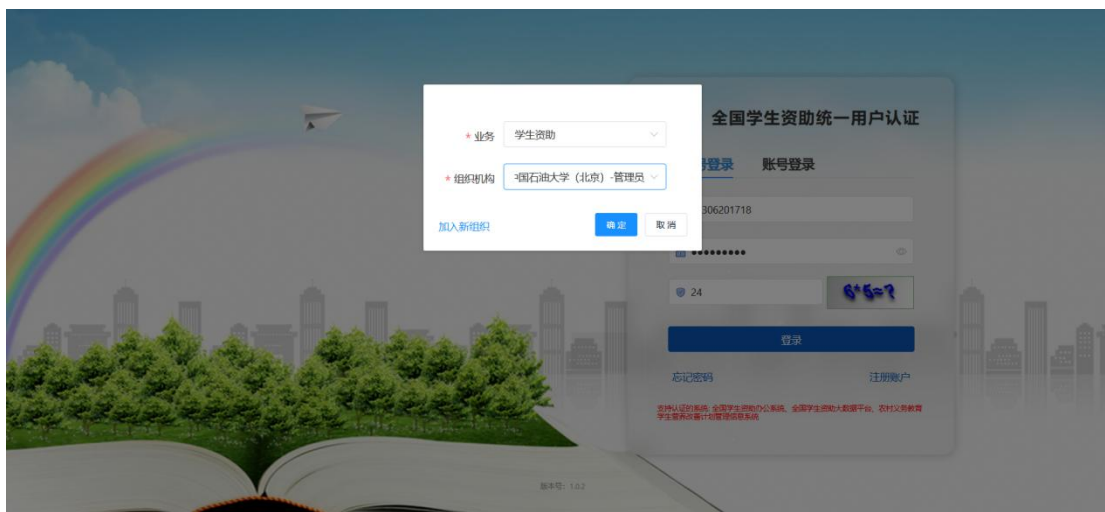 全国学生资助统一用户认证
号登录
账号登录
* 业务
学生资助
* 组织机构
国石油大学（北京）-管理员
加入新组织
确定
取消
306201718
•••••••••
24
6*5=?
登录
忘记密码
注册账户
支持认证的系统: 全国学生资助办公系统、全国学生资助大数据平台、农村义务教育
学生营养改善计划管理信息系统
版本号：1.0.2